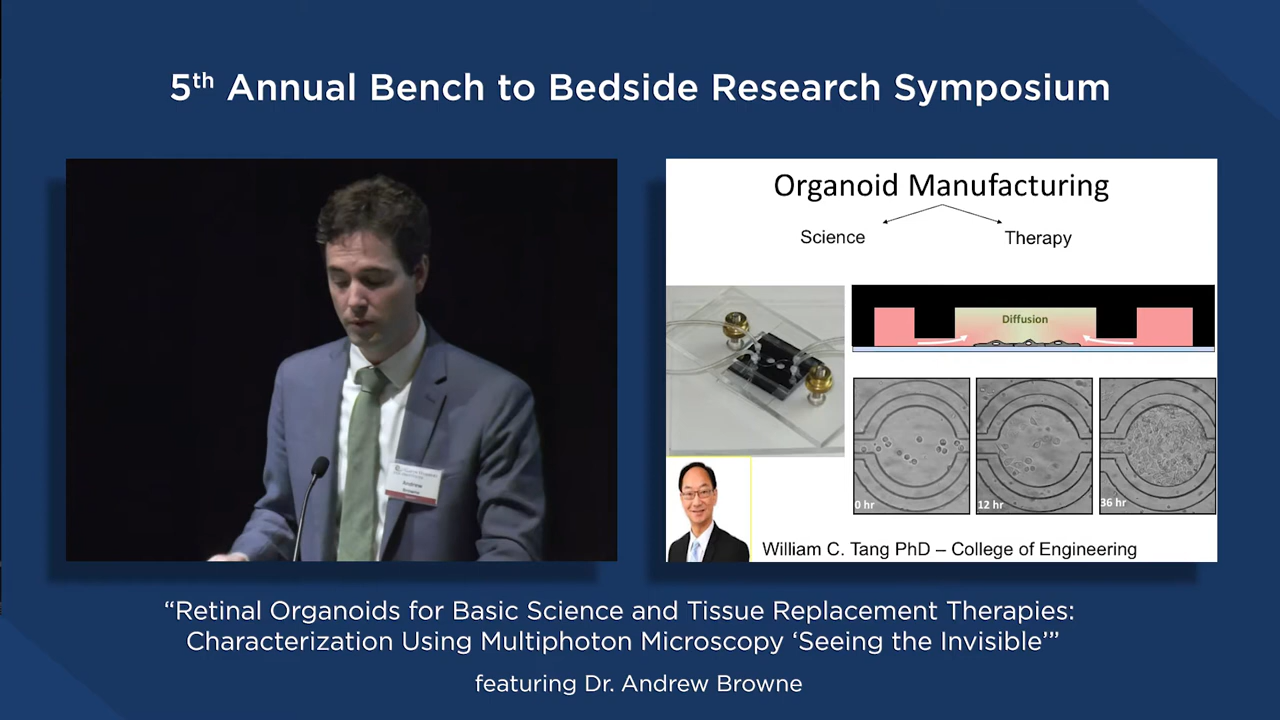 5th Annual Bench to Bedside Research Symposium
Organoid Manufacturing
Science
Therapy
Diffusion
0 hr
12 hr
36 hr
William C. Tang PhD – College of Engineering
Andrew
Browne
“Retinal Organoids for Basic Science and Tissue Replacement Therapies:
Characterization Using Multiphoton Microscopy ‘Seeing the Invisible’”
featuring Dr. Andrew Browne